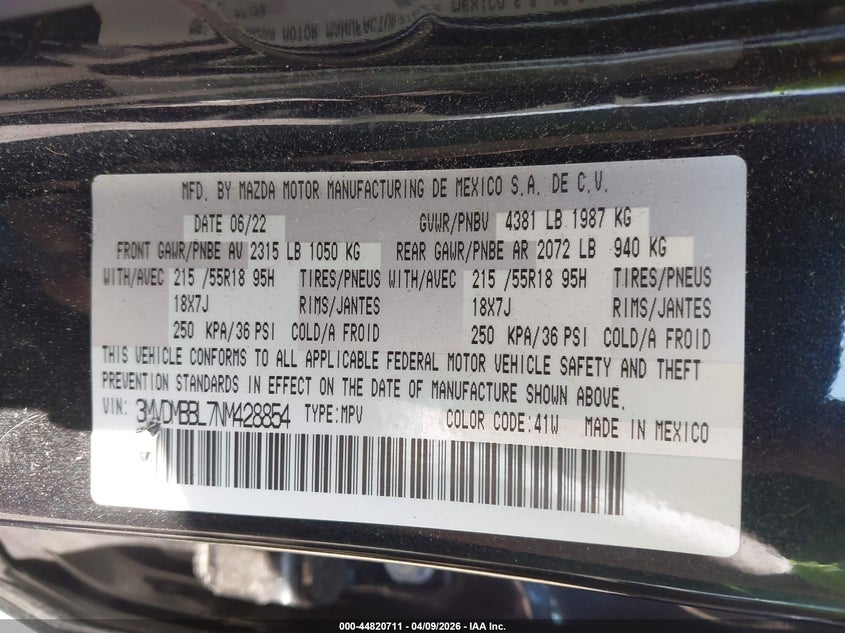 MFD. BY MAZDA MOTOR MANUFACTURING DE MEXICO S.A. DE C.V.
DATE 06/22 GVWR/PNBV 4381 LB 1987 KG
FRONT GAWR/PNBE AV 2315 LB 1050 KG REAR GAWR/PNBE AR 2072 LB 940 KG
WITH/AVEC 215 /55R18 95H TIRES/PNEUS WITH/AVEC 215 /55R18 95H TIRES/PNEUS
18X7J RIMS/JANTES 18X7J RIMS/JANTES
250 KPA/36 PSI COLD/A FROID 250 KPA/36 PSI COLD/A FROID
THIS VEHICLE CONFORMS TO ALL APPLICABLE FEDERAL MOTOR VEHICLE SAFETY AND THEFT
PREVENTION STANDARDS IN EFFECT ON THE DATE OF MANUFACTURE SHOWN ABOVE.
VIN: 3MVDMBBL7NM428854 TYPE:MPV COLOR CODE:41W MADE IN MEXICO
000-44820711 - 04/09/2026 - IAA Inc.